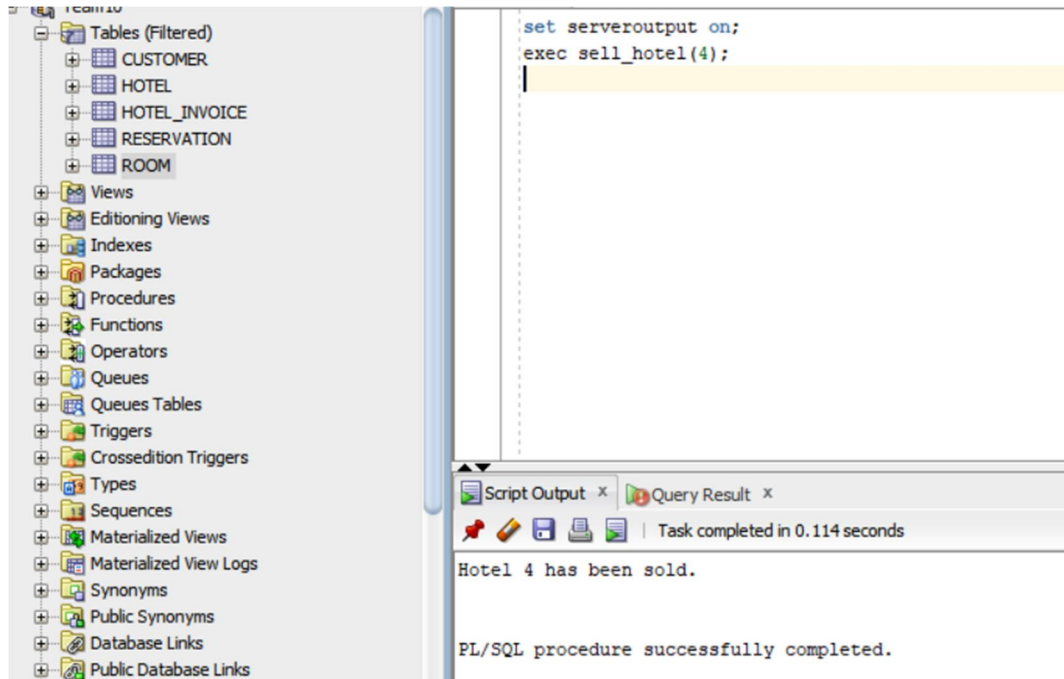 Tables (Filtered)
CUSTOMER
HOTEL
HOTEL_INVOICE
RESERVATION
ROOM
Views
Editioning Views
Indexes
Packages
Procedures
Functions
Operators
Queues
Queues Tables
Triggers
Crossedition Triggers
Types
Sequences
Materialized Views
Materialized View Logs
Synonyms
Public Synonyms
Database Links
Public Database Links
set serveroutput on;
exec sell_hotel(4);
Script Output x Query Result x
Task completed in 0.114 seconds
Hotel 4 has been sold.
PL/SQL procedure successfully completed.